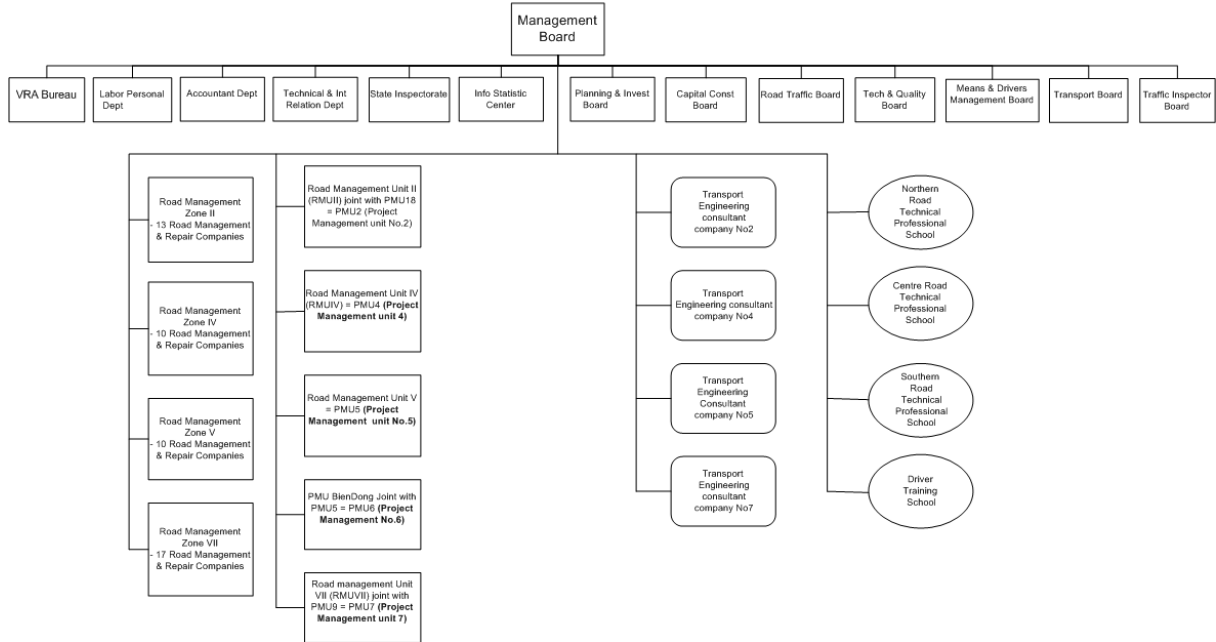 Management
Board
VRA Bureau
Labor Personal
Dept
Accountant Dept
Technical & Int
Relation Dept
State Inspectorate
Info Statistic
Center
Planning & Invest
Board
Capital Const
Board
Road Traffic Board
Tech & Quality
Board
Means & Drivers
Management Board
Transport Board
Traffic Inspector
Board
Road Management
Zone II
- 13 Road Management
& Repair Companies
Road Management
Zone IV
- 10 Road Management
& Repair Companies
Road Management
Zone V
- 10 Road Management
& Repair Companies
Road Management
Zone VII
- 17 Road Management
& Repair Companies
Road Management Unit II
(RMUII) joint with PMU18
= PMU2 (Project
Management unit No.2)
Road Management Unit IV
(RMUIV) = PMU4 (Project
Management unit 4)
Road Management Unit V
= PMU5 (Project
Management unit No.5)
PMU BienDong Joint with
PMU5 = PMU6 (Project
Management No.6)
Road management Unit
VII (RMUVII) joint with
PMU9 = PMU7 (Project
Management unit 7)
Transport
Engineering
consultant
company No2
Transport
Engineering consultant
company No4
Transport
Engineering
Consultant
company No5
Transport
Engineering
consultant
company No7
Northern
Road
Technical
Professional
School
Centre Road
Technical
Professional
School
Southern
Road
Technical
Professional
School
Driver
Training
School